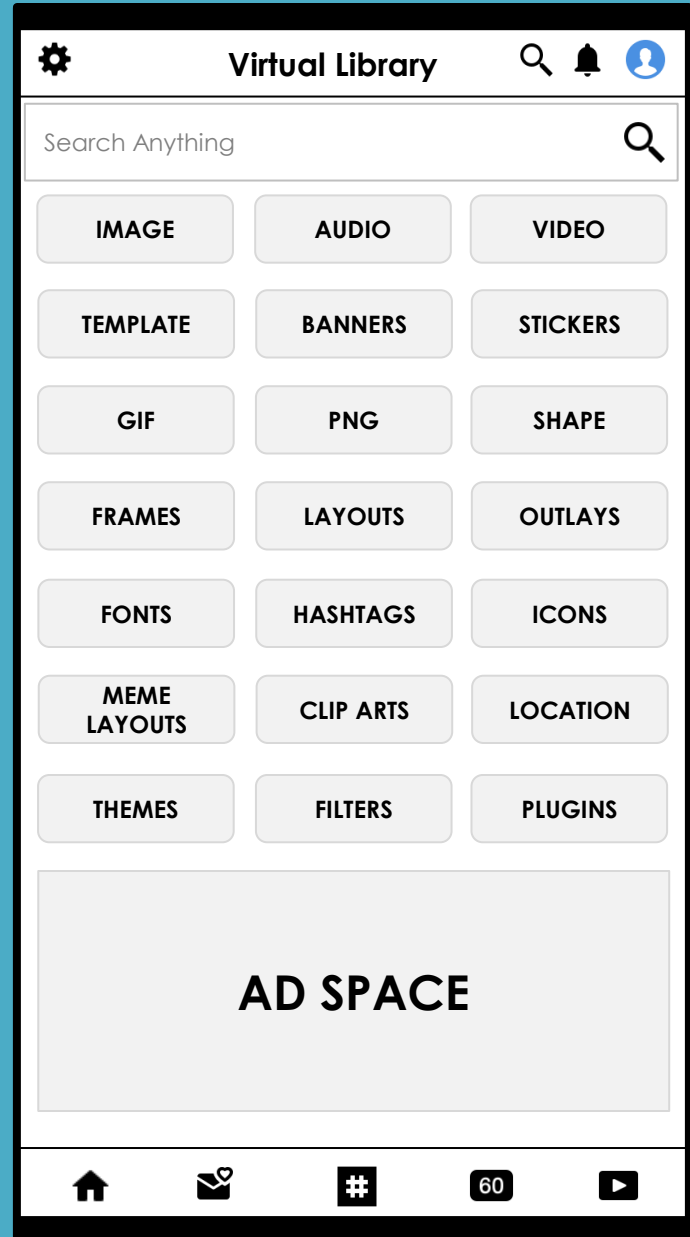 Virtual Library
Search Anything
IMAGE
AUDIO
VIDEO
TEMPLATE
BANNERS
STICKERS
GIF
PNG
SHAPE
FRAMES
LAYOUTS
OUTLAYS
FONTS
HASHTAGS
ICONS
MEME
LAYOUTS
CLIP ARTS
LOCATION
THEMES
FILTERS
PLUGINS
AD SPACE
#
60